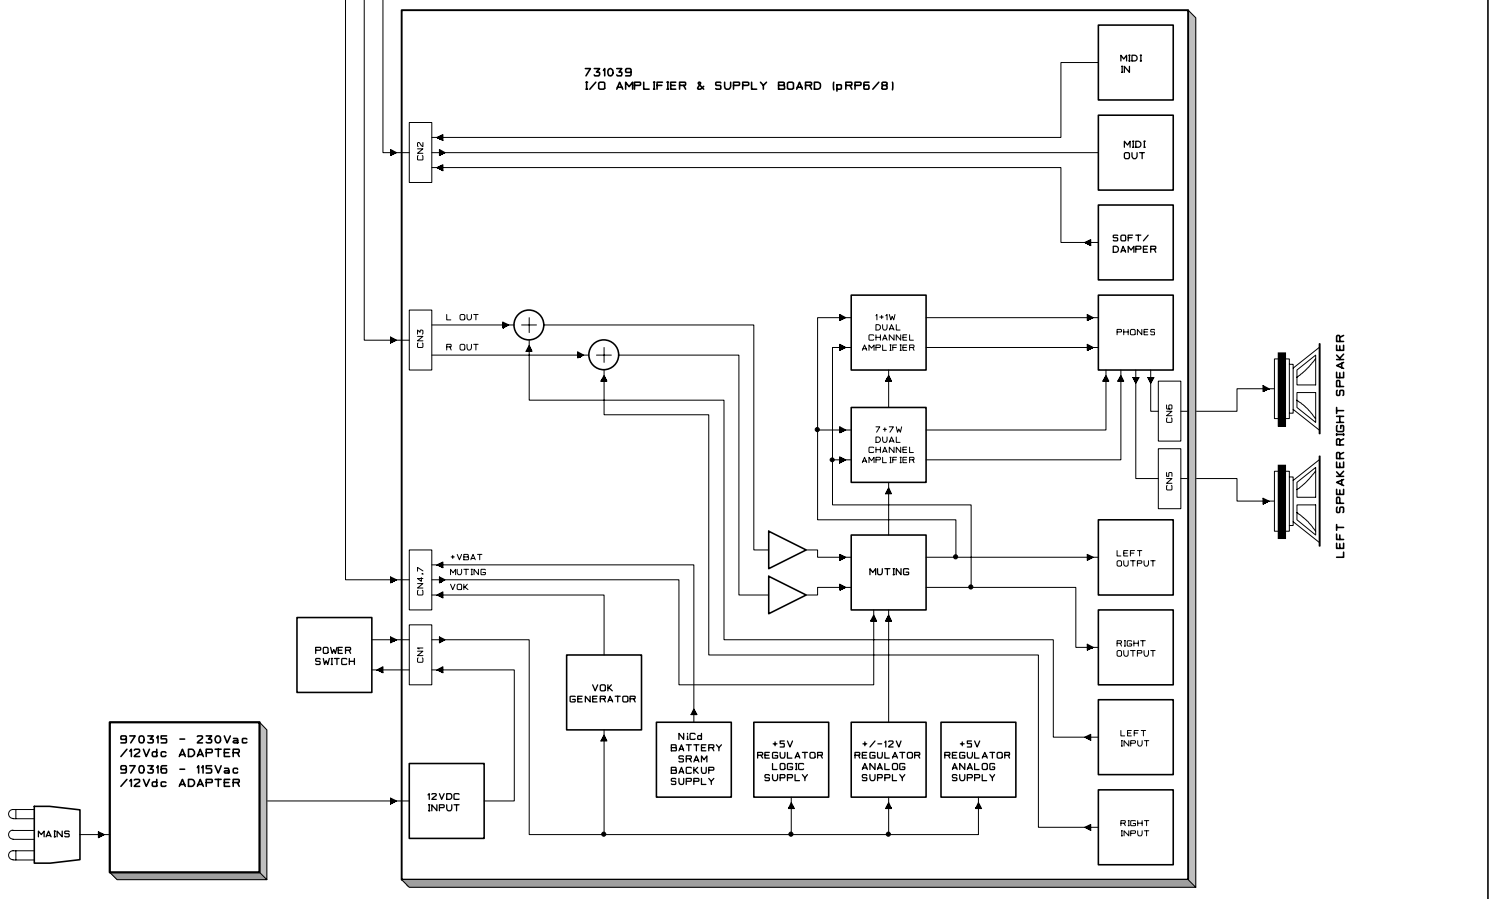 731039
I/O AMPLIFIER & SUPPLY BOARD (pRP6/8)
MIDI
IN
MIDI
OUT
CN2
SOFT/
DAMPER
CN3
L OUT
R OUT
1+1W
DUAL
CHANNEL
AMPLIFIER
PHONES
7+7W
DUAL
CHANNEL
AMPLIFIER
CN6
CN5
RIGHT SPEAKER
LEFT SPEAKER
CN4,7
+VBAT
MUTING
VOK
MUTING
LEFT
OUTPUT
RIGHT
OUTPUT
POWER
SWITCH
CN1
VOK
GENERATOR
NiCd
BATTERY
SRAM
BACKUP
SUPPLY
+5V
REGULATOR
LOGIC
SUPPLY
+/-12V
REGULATOR
ANALOG
SUPPLY
+5V
REGULATOR
ANALOG
SUPPLY
LEFT
INPUT
RIGHT
INPUT
970315 - 230Vac
/12Vdc ADAPTER
970316 - 115Vac
/12Vdc ADAPTER
12VDC
INPUT
MAINS